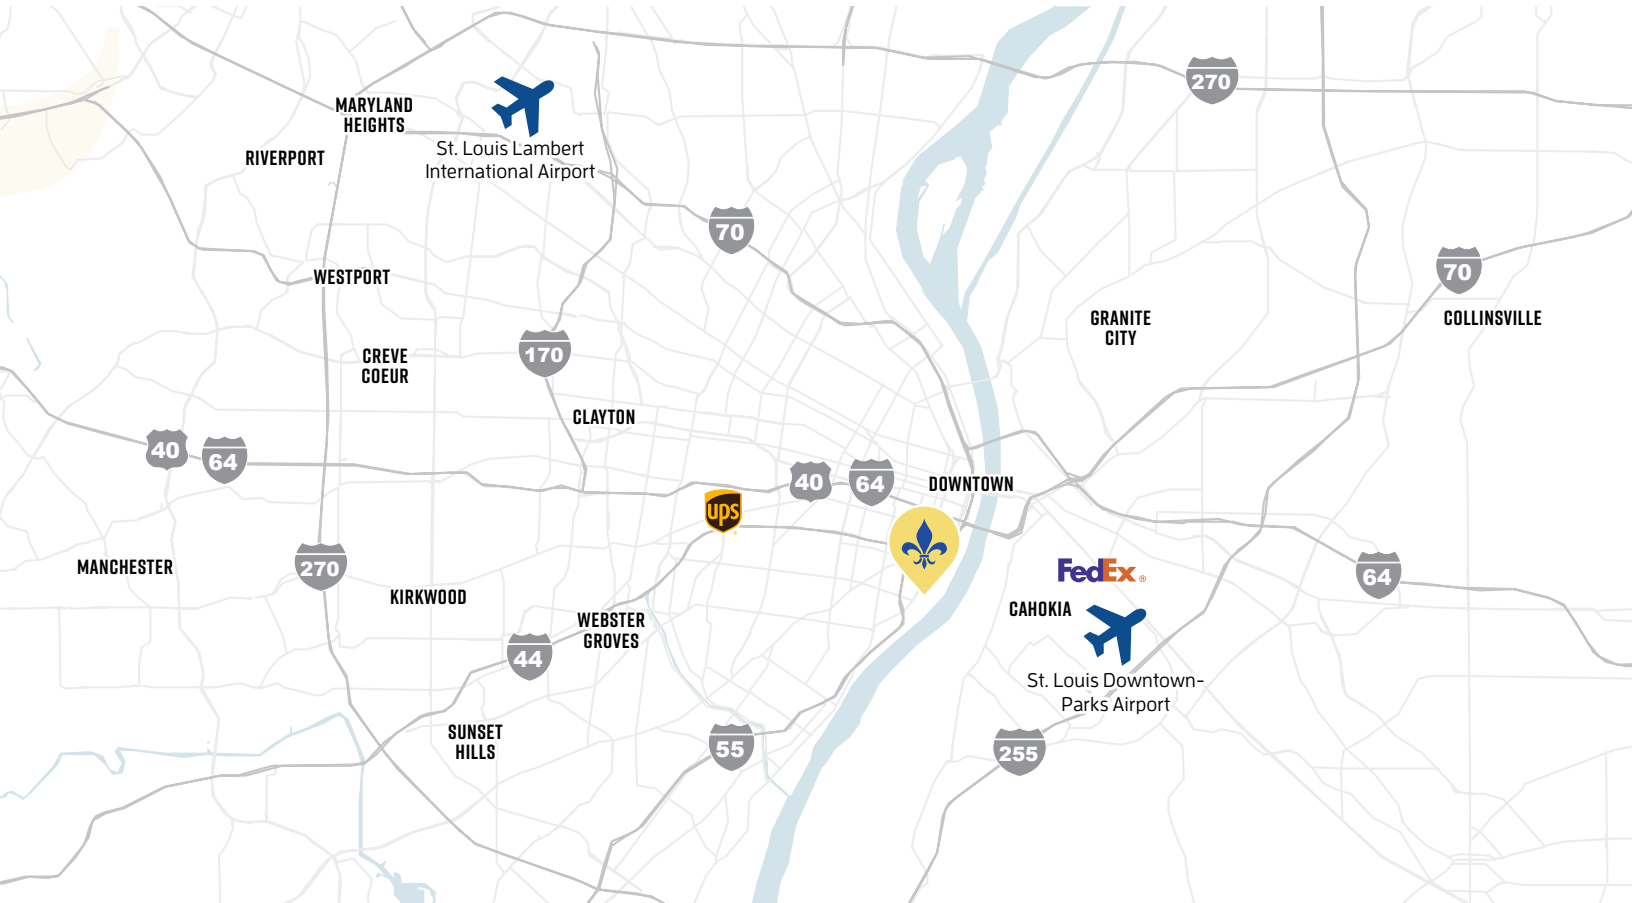 270
MARYLAND
HEIGHTS
St. Louis Lambert
International Airport
RIVERPORT
70
70
WESTPORT
GRANITE
CITY
COLLINSVILLE
170
CREVE
COEUR
CLAYTON
40
64
40
64
DOWNTOWN
ups
MANCHESTER
270
FedEx®
64
KIRKWOOD
CAHOKIA
WEBSTER
GROVES
44
St. Louis Downtown-
Parks Airport
SUNSET
HILLS
55
255